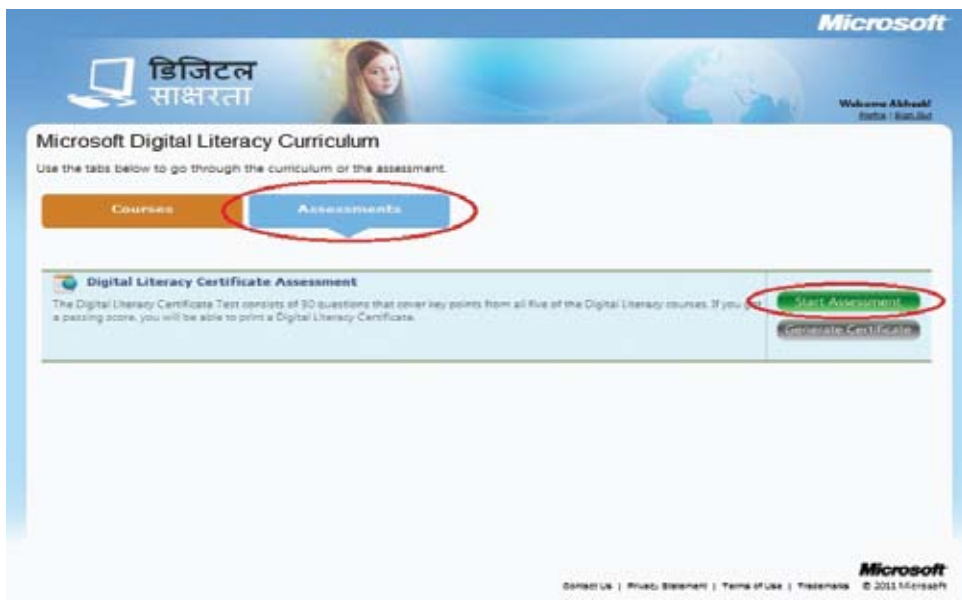 Microsoft
डिजिटल
साक्षरता
Welcome Abhash!
Profile | Sign Out
Microsoft Digital Literacy Curriculum
Use the tabs below to go through the curriculum or the assessment.
Courses
Assessments
Digital Literacy Certificate Assessment
The Digital Literacy Certificate Test consists of 30 questions that cover key points from all five of the Digital Literacy courses. If you get
a passing score, you will be able to print a Digital Literacy Certificate.
Start Assessment
Generate Certificate
Microsoft
Contact Us | Privacy Statement | Terms of Use | Trademarks © 2011 Microsoft